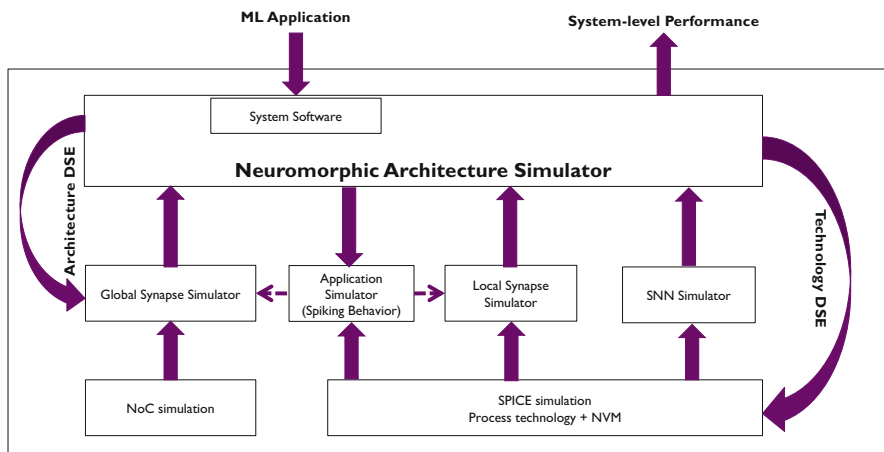 ML Application
System-level Performance
System Software
Neuromorphic Architecture Simulator
Architecture DSE
Technology DSE
Global Synapse Simulator
Application
Simulator
(Spiking Behavior)
Local Synapse
Simulator
SNN Simulator
NoC simulation
SPICE simulation
Process technology + NVM